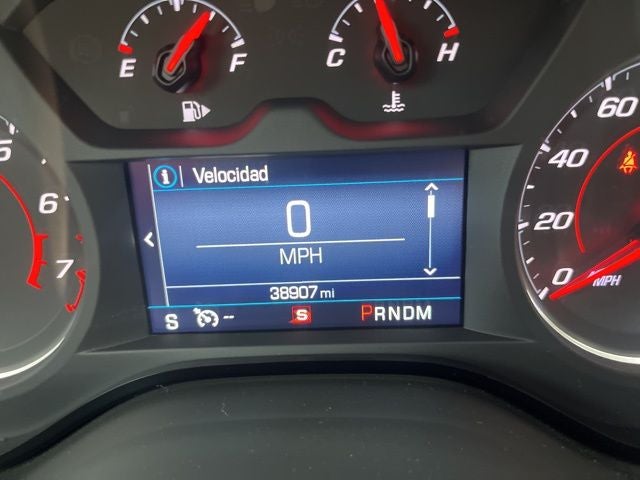 E F
C H
5
6
7
i Velocidad
0
MPH
38907 mi
S -- S PRNDM
60
40
20
0
MPH